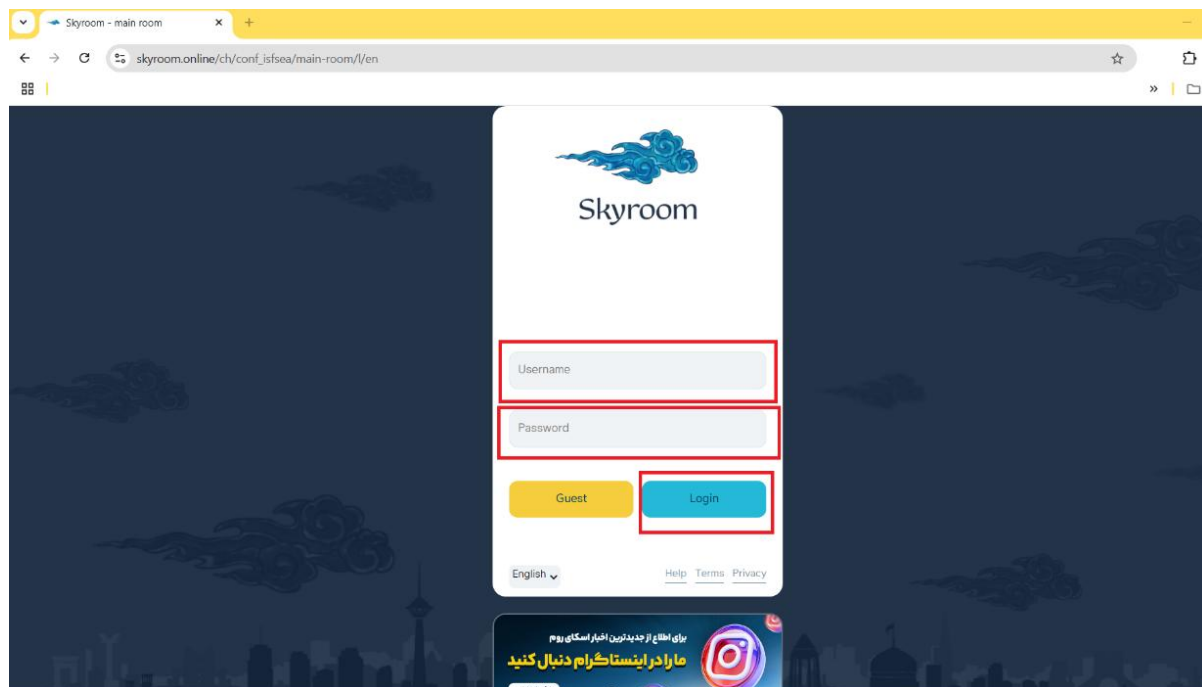 Skyroom - main room
skyroom.online/ch/conf_isfsea/main-room/l/en
Skyroom
Username
Password
Guest Login
English Help Terms Privacy
برای اطلاع از جدیدترین اخبار اسکای روم
ما را در اینستاگرام دنبال کنید